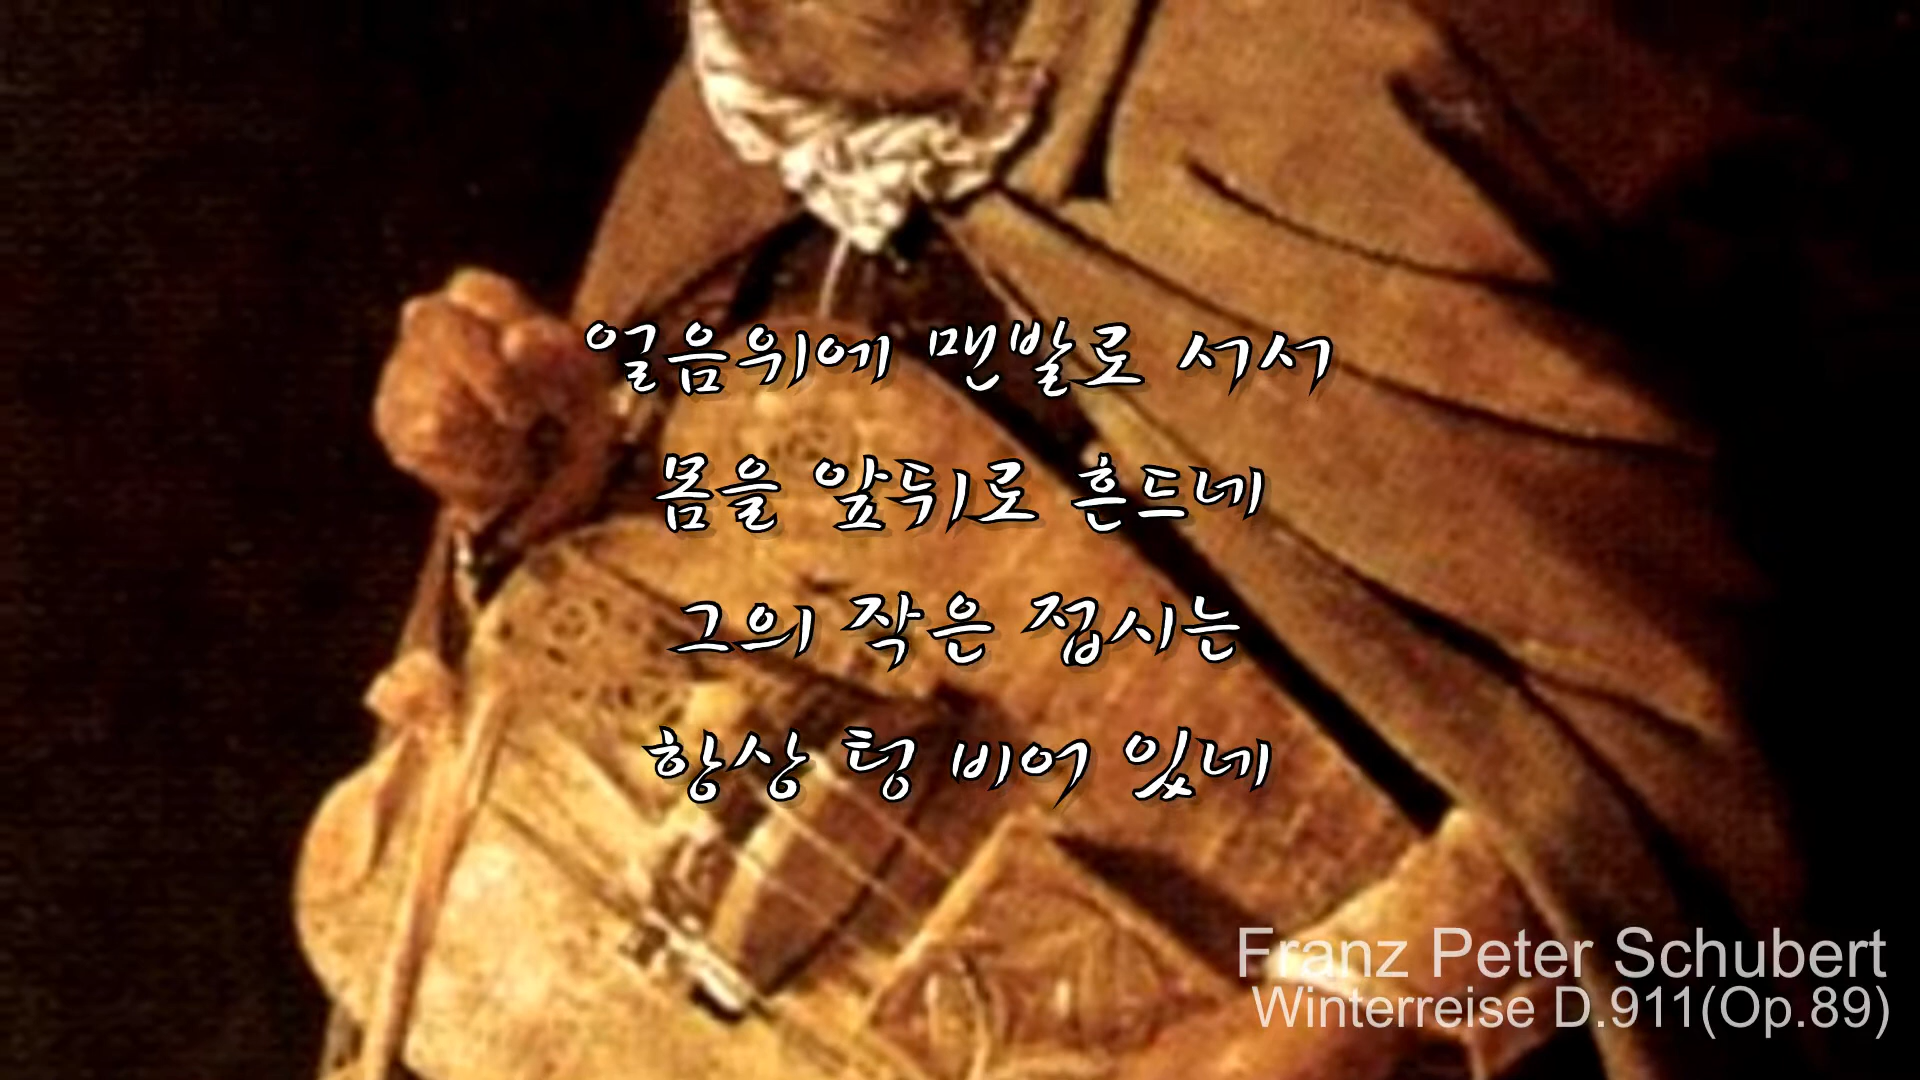 얼음위에 맨발로 서서
몸을 앞뒤로 흔드네
그의 작은 접시는
항상 텅 비어 있네
Franz Peter Schubert
Winterreise D.911(Op.89)